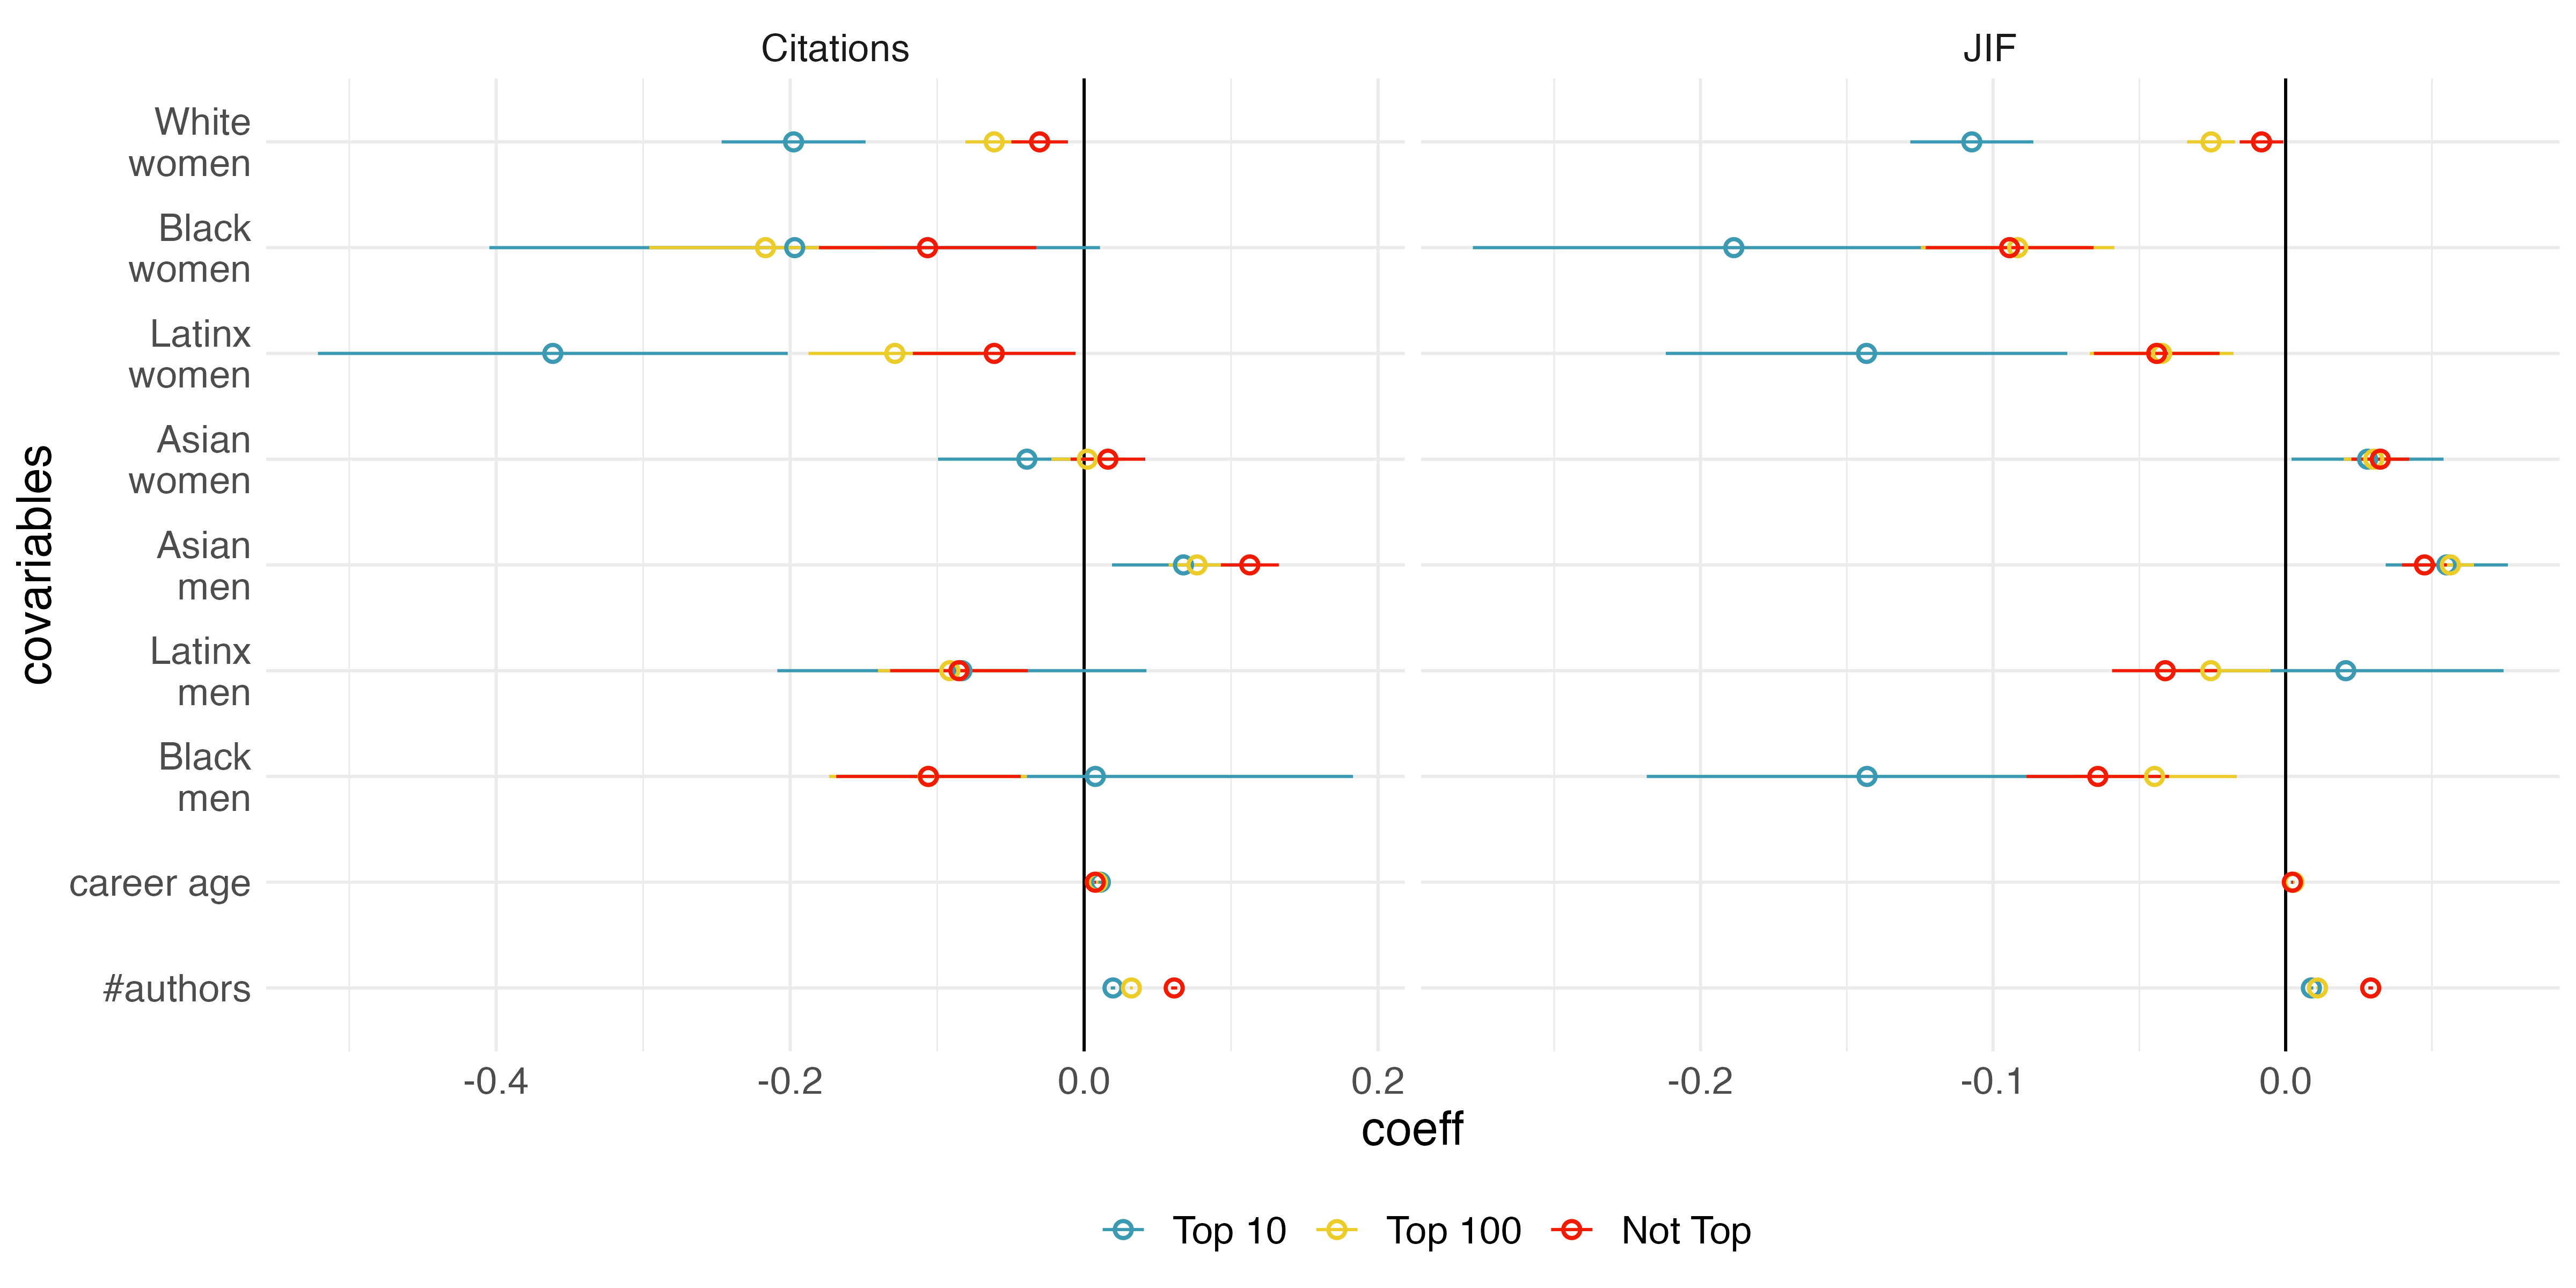 Citations
JIF
covariables
White
women
Black
women
Latinx
women
Asian
women
Asian
men
Latinx
men
Black
men
career age
#authors
-0.4 -0.2 0.0 0.2 -0.2 -0.1 0.0
coeff
Top 10 Top 100 Not Top